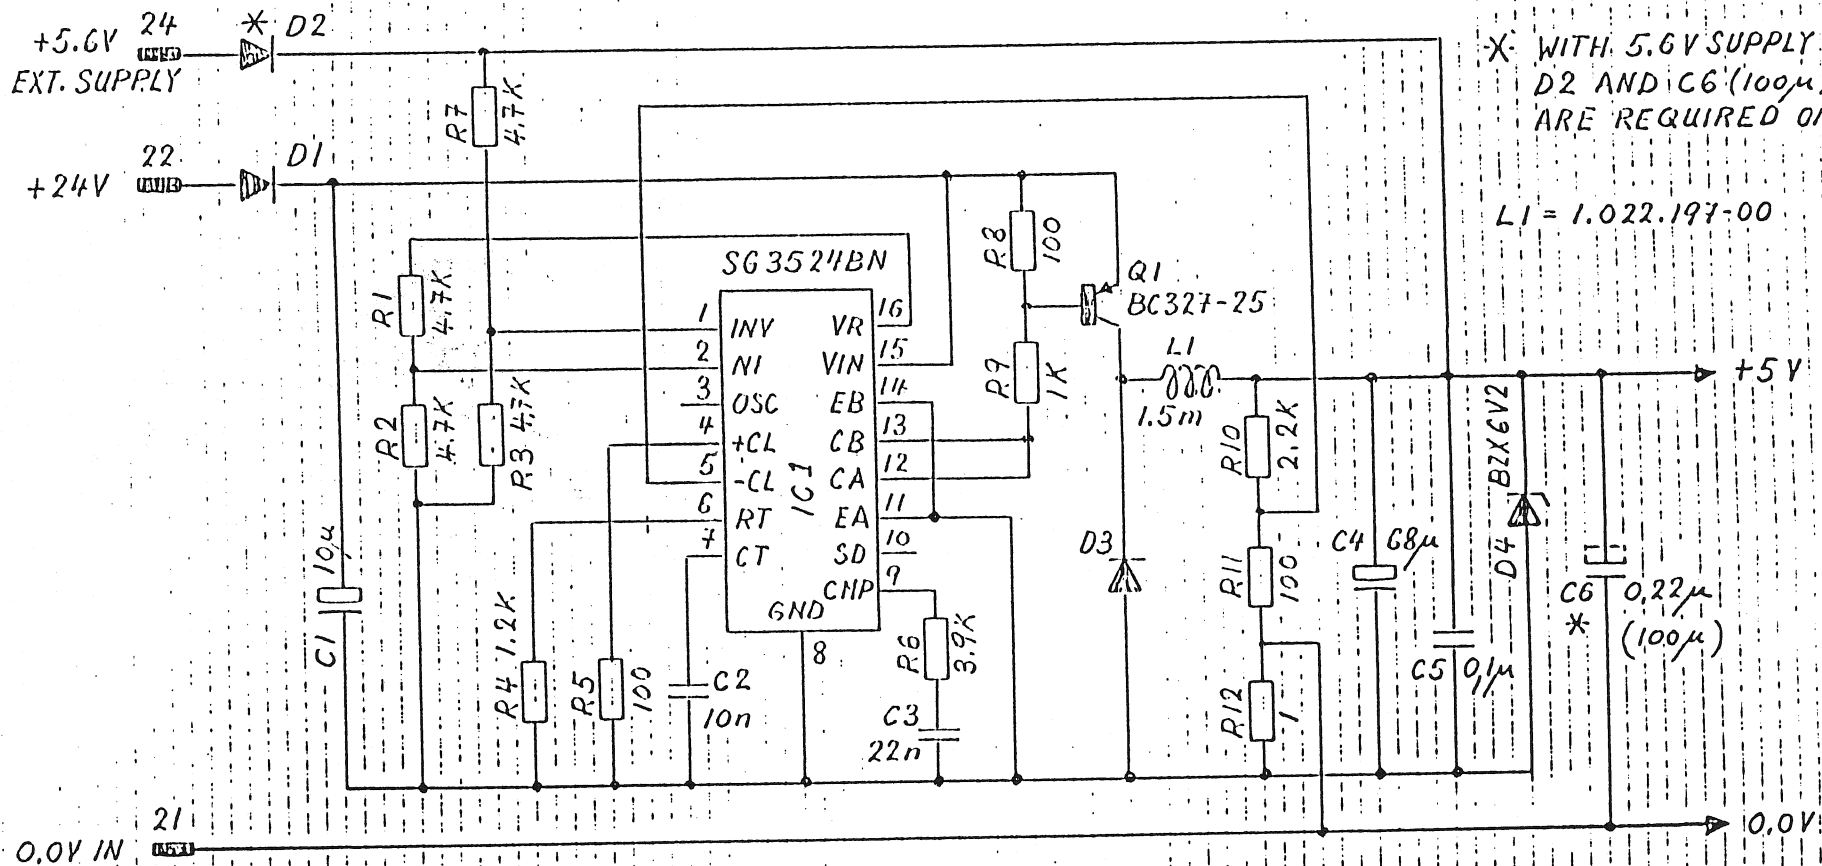 +5.6V
EXT. SUPPLY
24
* D2
+24V
22
D1
R7
4.7K
* WITH 5.6V SUPPLY
D2 AND C6 (100µ
ARE REQUIRED
L1 = 1.022.197-00
R1
4.7K
R2
4.7K
R3 4.7K
SG3524BN
IC1
1 INV
2 NI
3 OSC
4 +CL
5 -CL
6 RT
7 CT
GND
8
VR 16
VIN 15
EB 14
CB 13
CA 12
EA 11
SD 10
CMP 9
R8
100
R9
1K
Q1
BC327-25
L1
1.5m
+5V
R10
2.2K
R11
100
R12
1
D3
C4 68µ
C5 0,1µ
D4 BZX6V2
C6 0,22µ
* (100µ)
C1 10µ
R4 1.2K
R5
100
C2
10n
R6
3.9K
C3
22n
0.0V IN
21
0.0V